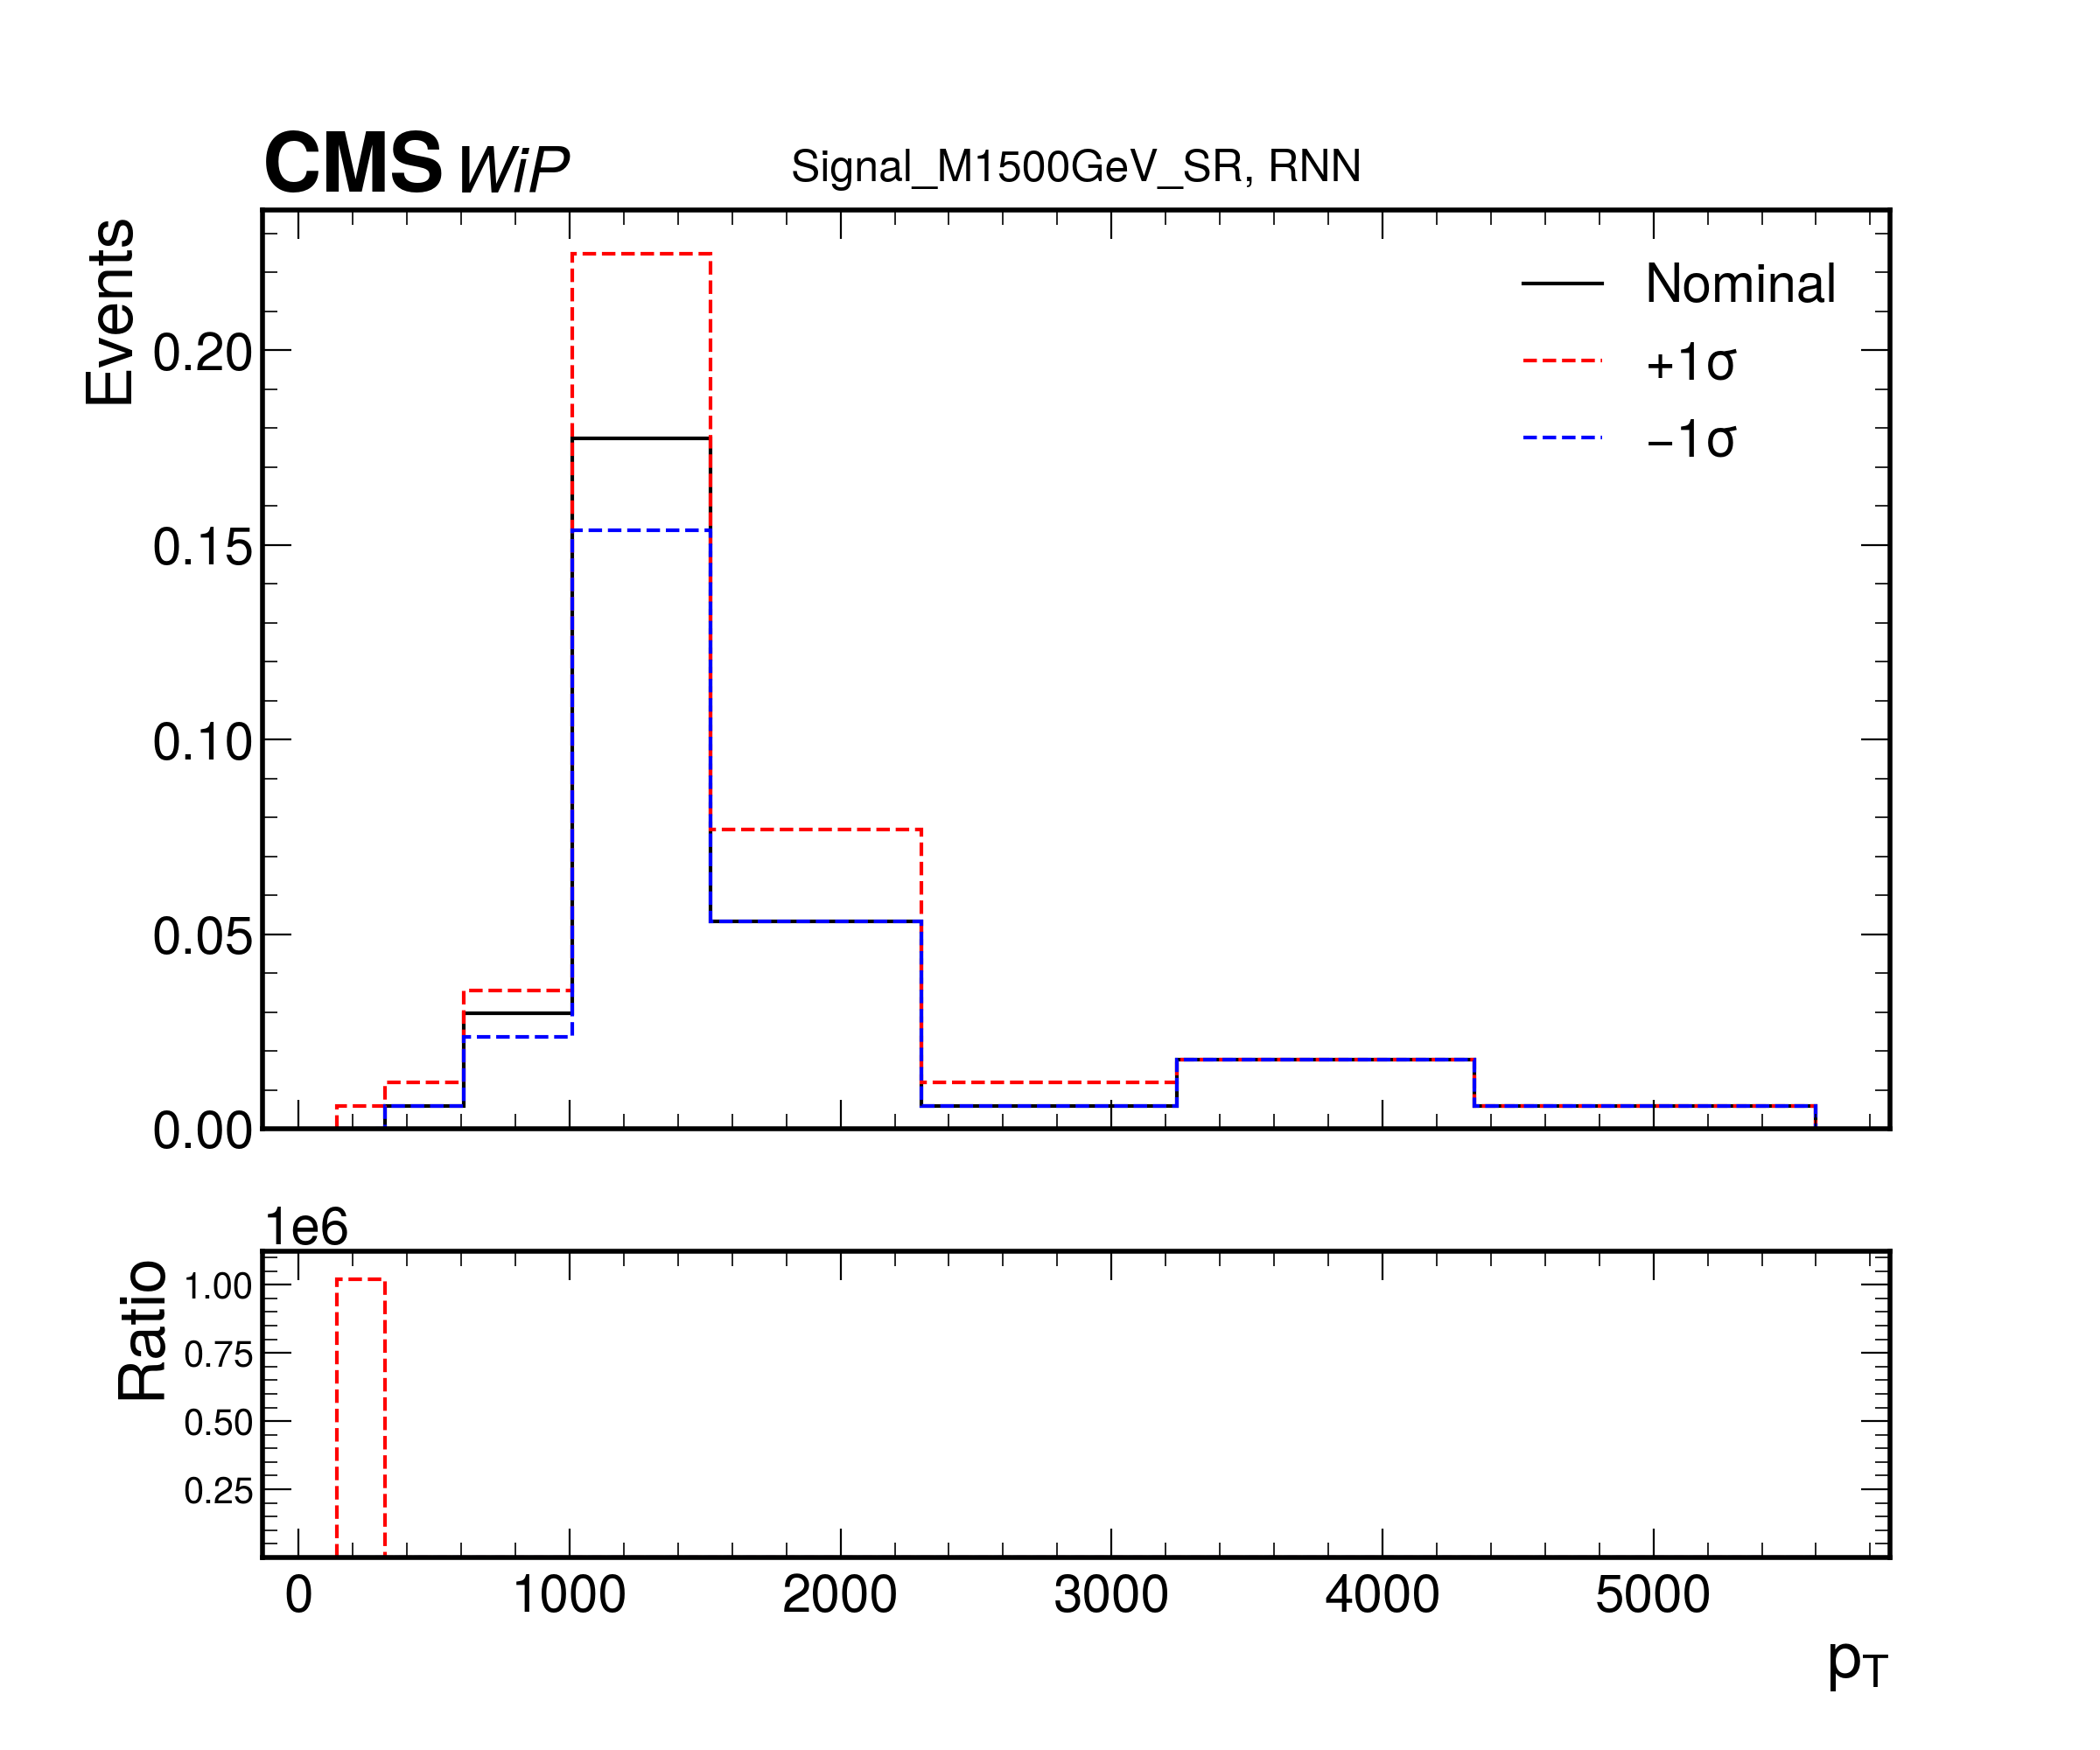 CMS WiP Signal_M1500GeV_SR, RNN
Events
0.20
0.15
0.10
0.05
0.00
Nominal
+1σ
−1σ
1e6
Ratio
1.00
0.75
0.50
0.25
0 1000 2000 3000 4000 5000
pT